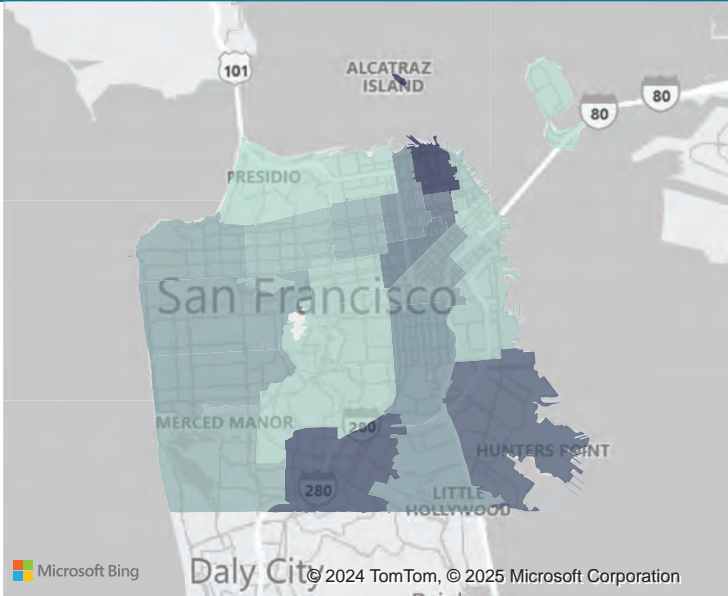 101
ALCATRAZ
ISLAND
80
80
PRESIDIO
San Francisco
MERCED MANOR
280
HUNTERS POINT
280
LITTLE
HOLLYWOOD
Microsoft Bing
Daly City
© 2024 TomTom, © 2025 Microsoft Corporation